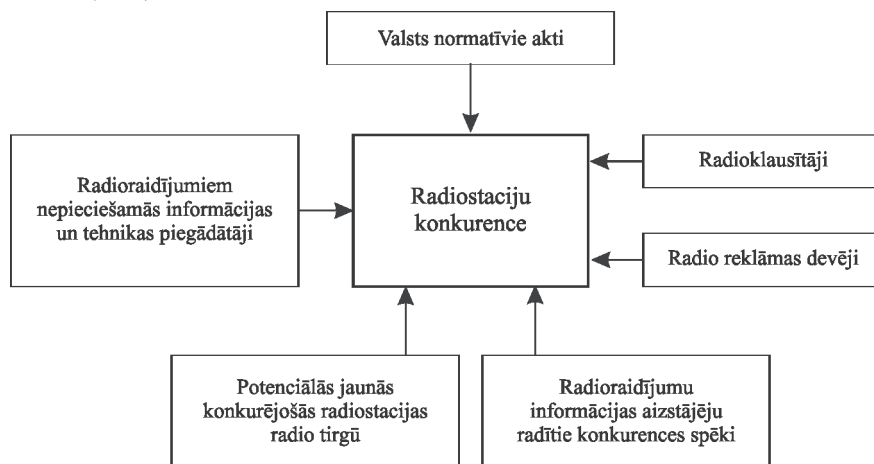 Valsts normatīvie akti
Radioraidījumiem
nepieciešamās informācijas
un tehnikas piegādātāji
Radiostaciju
konkurence
Radioklausītāji
Radio reklāmas devēji
Potenciālās jaunās
konkurējošās radiostacijas
radio tirgū
Radioraidījumu
informācijas aizstājēju
radītie konkurences spēki